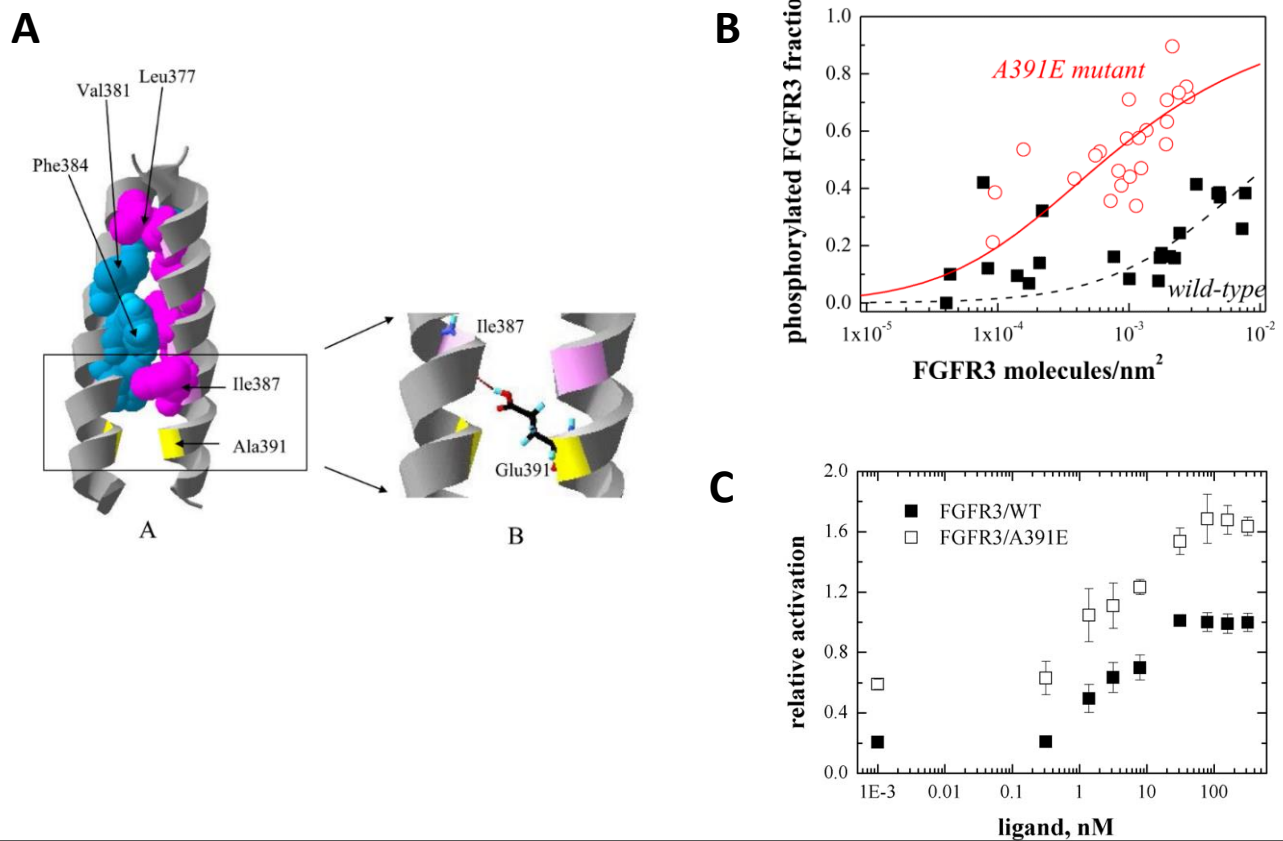 A
Leu377
Val381
Phe384
Ile387
Ala391
A
Ile387
Glu391
B
B
phosphorylated FGFR3 fraction
1.0
0.8
0.6
0.4
0.2
0.0
A391E mutant
wild-type
1x10-5
1x10-4
10-3
10-2
FGFR3 molecules/nm2
C
relative activation
2.0
1.6
1.2
0.8
0.4
0.0
FGFR3/WT
FGFR3/A391E
1E-3
0.01
0.1
1
10
100
ligand, nM